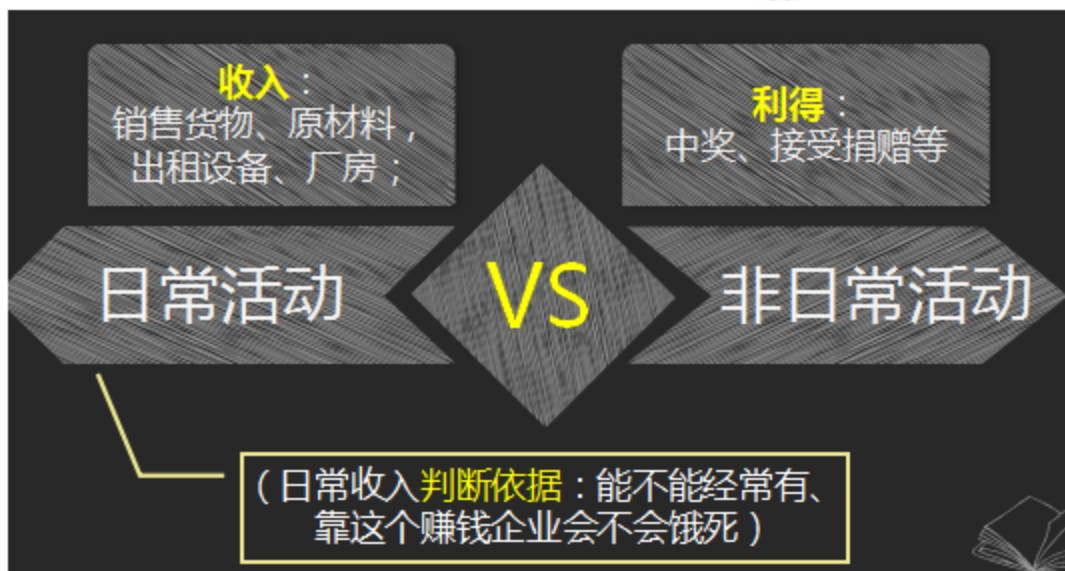 收入：
销售货物、原材料，
出租设备、厂房；
利得：
中奖、接受捐赠等
日常活动
VS
非日常活动
（日常收入判断依据：能不能经常有、
靠这个赚钱企业会不会饿死）